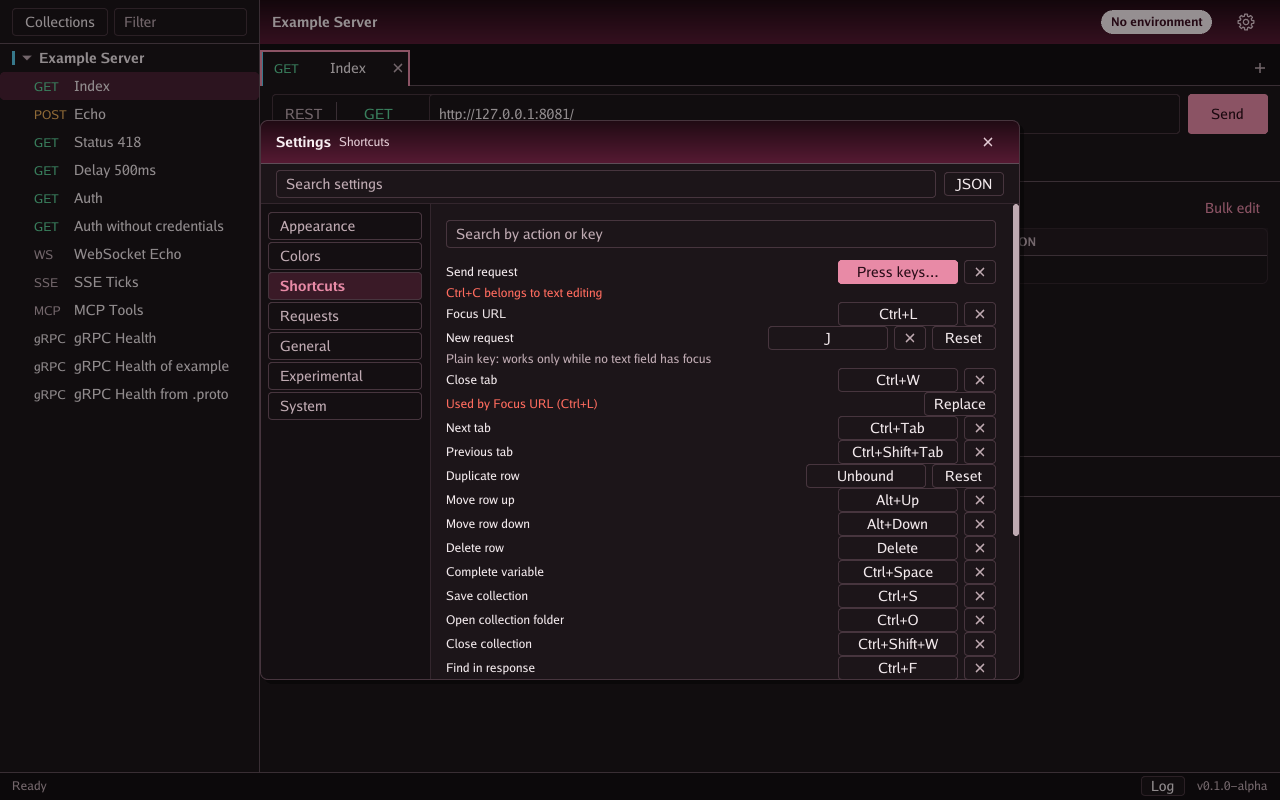 Collections
Filter
Example Server
No environment
Example Server
GET Index
POST Echo
GET Status 418
GET Delay 500ms
GET Auth
GET Auth without credentials
WS WebSocket Echo
SSE SSE Ticks
MCP MCP Tools
gRPC gRPC Health
gRPC gRPC Health of example
gRPC gRPC Health from .proto
GET Index ✕
+
REST GET http://127.0.0.1:8081/
Send
Bulk edit
ON
Settings Shortcuts ✕
Search settings
JSON
Appearance
Colors
Shortcuts
Requests
General
Experimental
System
Search by action or key
Send request Press keys... ✕
Ctrl+C belongs to text editing
Focus URL Ctrl+L ✕
New request J ✕ Reset
Plain key: works only while no text field has focus
Close tab Ctrl+W ✕
Used by Focus URL (Ctrl+L) Replace
Next tab Ctrl+Tab ✕
Previous tab Ctrl+Shift+Tab ✕
Duplicate row Unbound Reset
Move row up Alt+Up ✕
Move row down Alt+Down ✕
Delete row Delete ✕
Complete variable Ctrl+Space ✕
Save collection Ctrl+S ✕
Open collection folder Ctrl+O ✕
Close collection Ctrl+Shift+W ✕
Find in response Ctrl+F ✕
Ready
Log v0.1.0-alpha